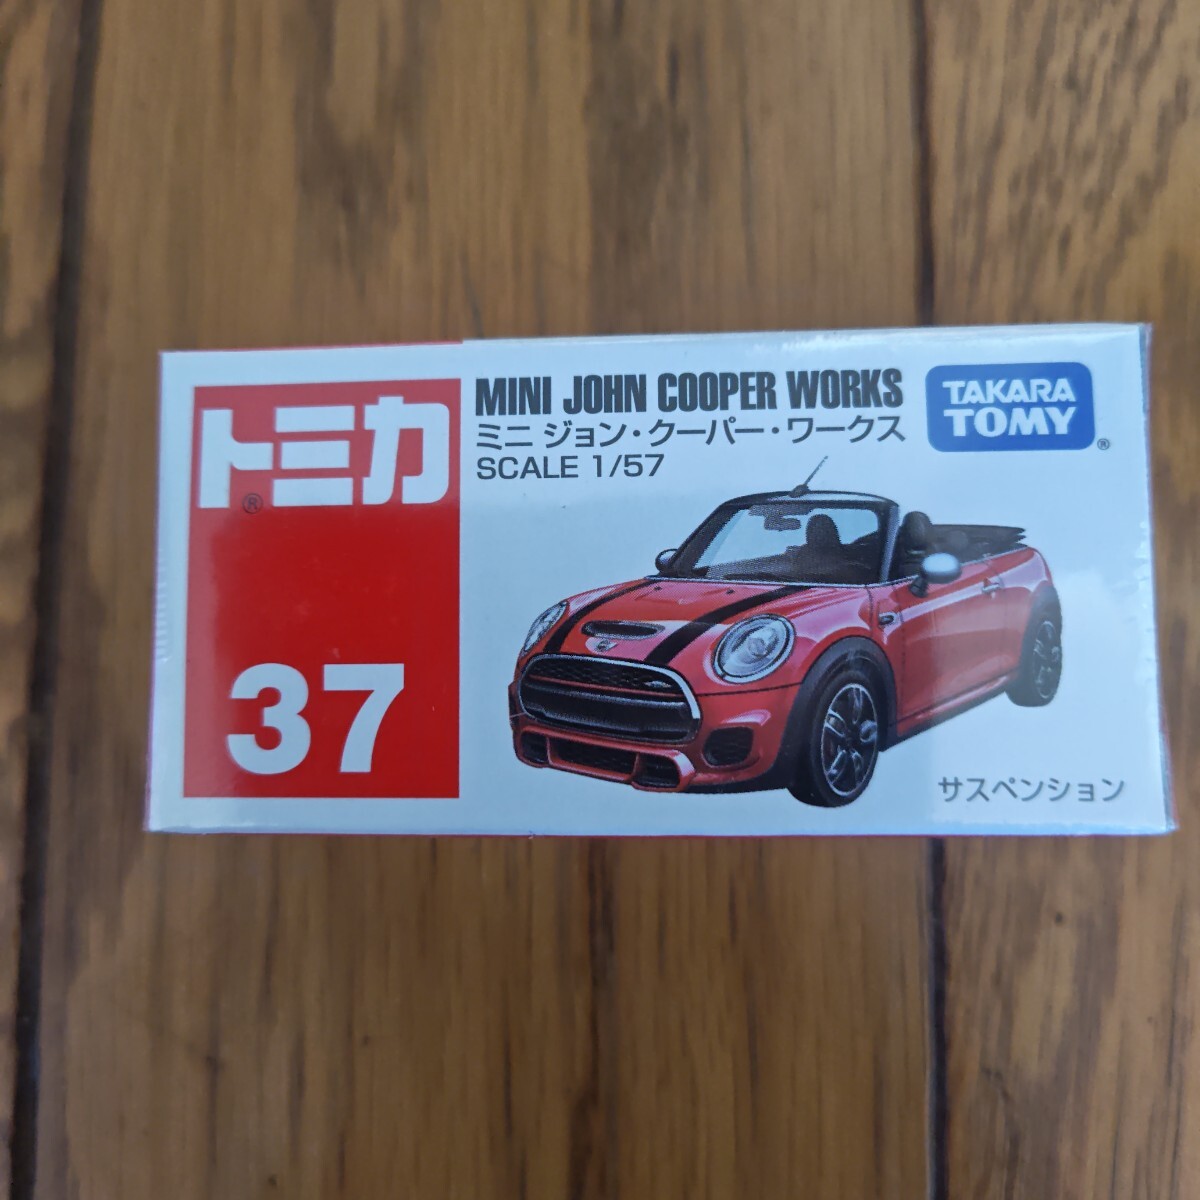 トミカ
®
37
MINI JOHN COOPER WORKS
ミニ ジョン・クーパー・ワークス
SCALE 1/57
TAKARA
TOMY
®
サスペンション